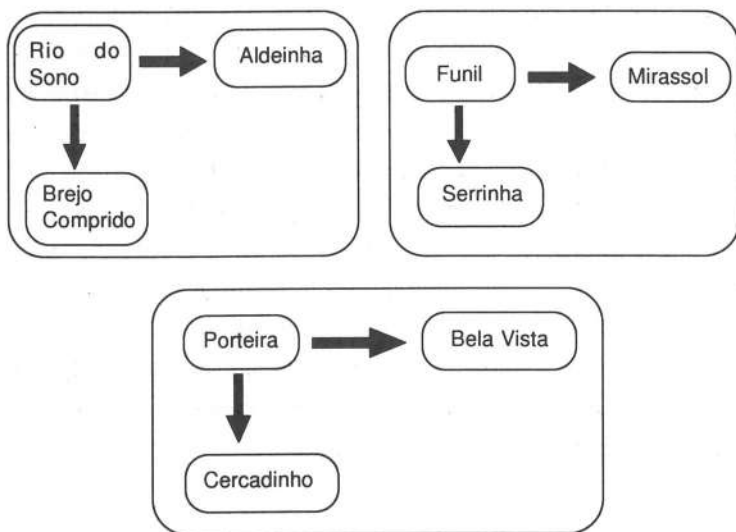 Rio do
Sono
Aldeinha
Brejo
Comprido
Funil
Mirassol
Serrinha
Porteira
Bela Vista
Cercadinho